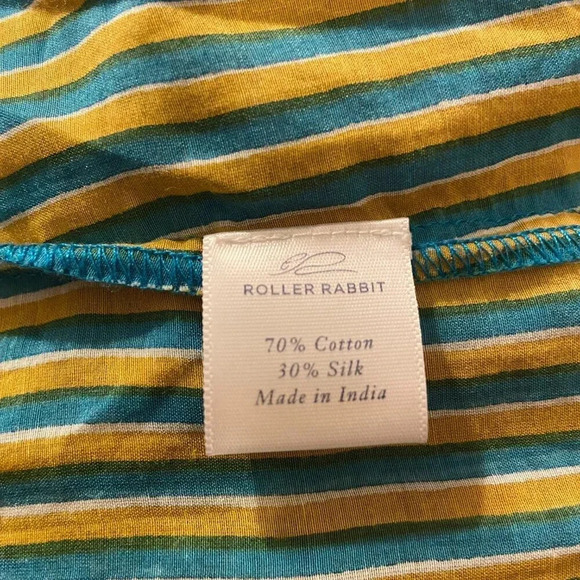 ROLLER RABBIT
70% Cotton
30% Silk
Made in India